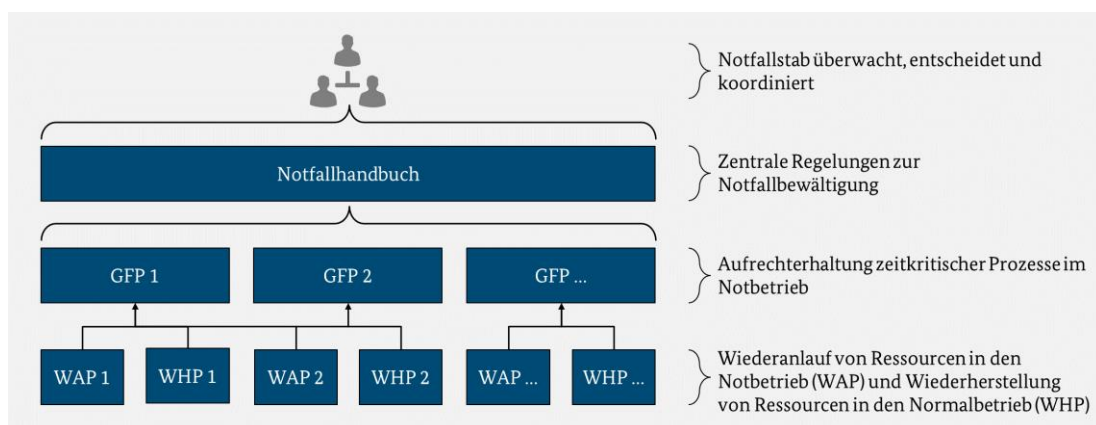 Notfallstab überwacht, entscheidet und
koordiniert
Notfallhandbuch
Zentrale Regelungen zur
Notfallbewältigung
GFP 1
GFP 2
GFP ...
Aufrechterhaltung zeitkritischer Prozesse im
Notbetrieb
WAP 1
WHP 1
WAP 2
WHP 2
WAP ...
WHP ...
Wiederanlauf von Ressourcen in den
Notbetrieb (WAP) und Wiederherstellung
von Ressourcen in den Normalbetrieb (WHP)